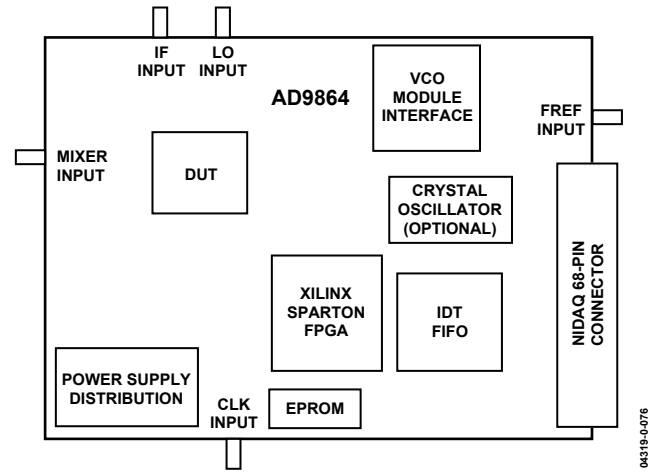 IF
INPUT
LO
INPUT
AD9864
VCO
MODULE
INTERFACE
FREF
INPUT
MIXER
INPUT
DUT
CRYSTAL
OSCILLATOR
(OPTIONAL)
XILINX
SPARTON
FPGA
IDT
FIFO
NIDAQ 68-PIN
CONNECTOR
POWER SUPPLY
DISTRIBUTION
CLK
INPUT
EPROM
04319-0-076